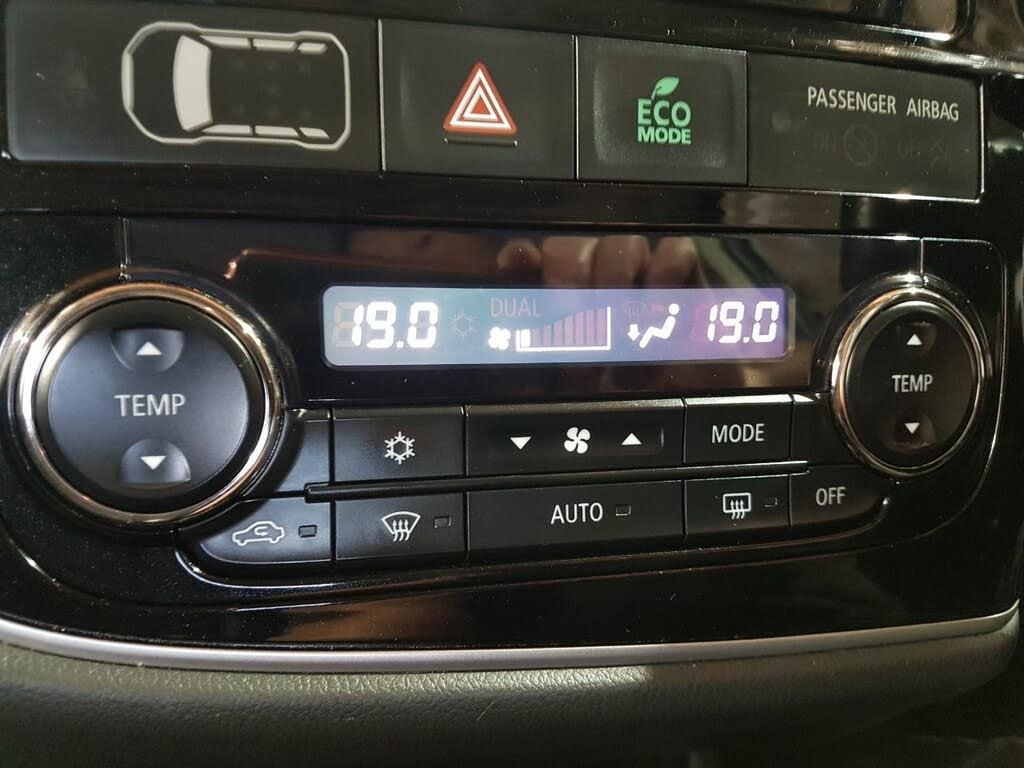 ECO
MODE
PASSENGER AIRBAG
19.0
DUAL
19.0
TEMP
TEMP
MODE
AUTO
OFF